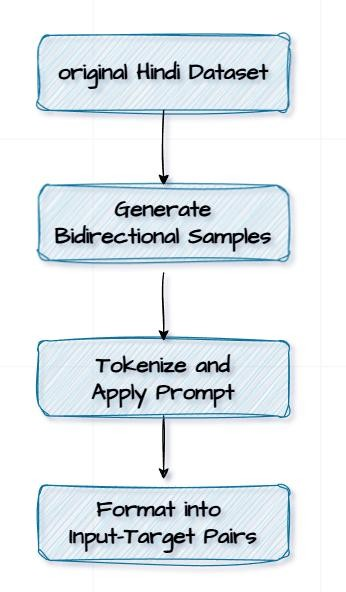 original Hindi Dataset
Generate
Bidirectional Samples
Tokenize and
Apply Prompt
Format into
Input-Target Pairs